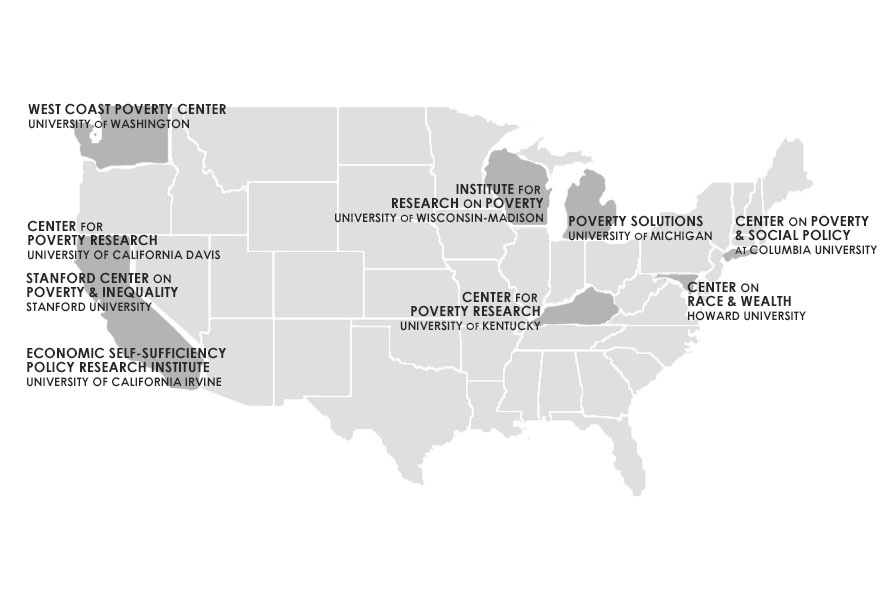 WEST COAST POVERTY CENTER
UNIVERSITY OF WASHINGTON
INSTITUTE FOR
RESEARCH ON POVERTY
UNIVERSITY OF WISCONSIN-MADISON
POVERTY SOLUTIONS
UNIVERSITY OF MICHIGAN
CENTER ON POVERTY
& SOCIAL POLICY
AT COLUMBIA UNIVERSITY
CENTER FOR
POVERTY RESEARCH
UNIVERSITY OF CALIFORNIA DAVIS
STANFORD CENTER ON
POVERTY & INEQUALITY
STANFORD UNIVERSITY
CENTER FOR
POVERTY RESEARCH
UNIVERSITY OF KENTUCKY
CENTER ON
RACE & WEALTH
HOWARD UNIVERSITY
ECONOMIC SELF-SUFFICIENCY
POLICY RESEARCH INSTITUTE
UNIVERSITY OF CALIFORNIA IRVINE